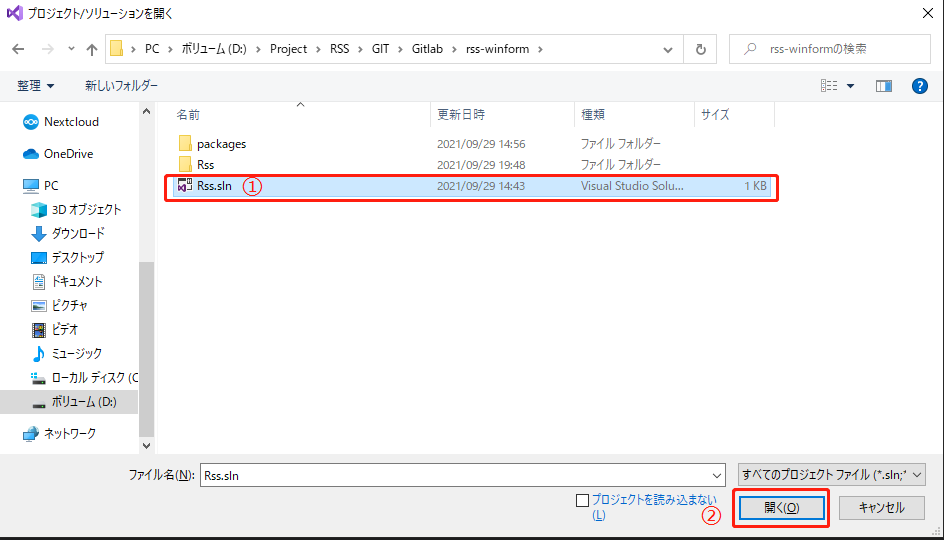 プロジェクト/ソリューションを開く
PC › ボリューム (D:) › Project › RSS › GIT › Gitlab › rss-winform ›
rss-winformの検索
整理
新しいフォルダー
Nextcloud
OneDrive
PC
3D オブジェクト
ダウンロード
デスクトップ
ドキュメント
ピクチャ
ビデオ
ミュージック
ローカル ディスク (C
ボリューム (D:)
ネットワーク
名前 更新日時 種類 サイズ
packages 2021/09/29 14:56 ファイル フォルダー
Rss 2021/09/29 19:48 ファイル フォルダー
Rss.sln ① 2021/09/29 14:43 Visual Studio Solu... 1 KB
ファイル名(N): Rss.sln
すべてのプロジェクト ファイル (*.sln;*
プロジェクトを読み込まない
(L)
② 開く(O) キャンセル